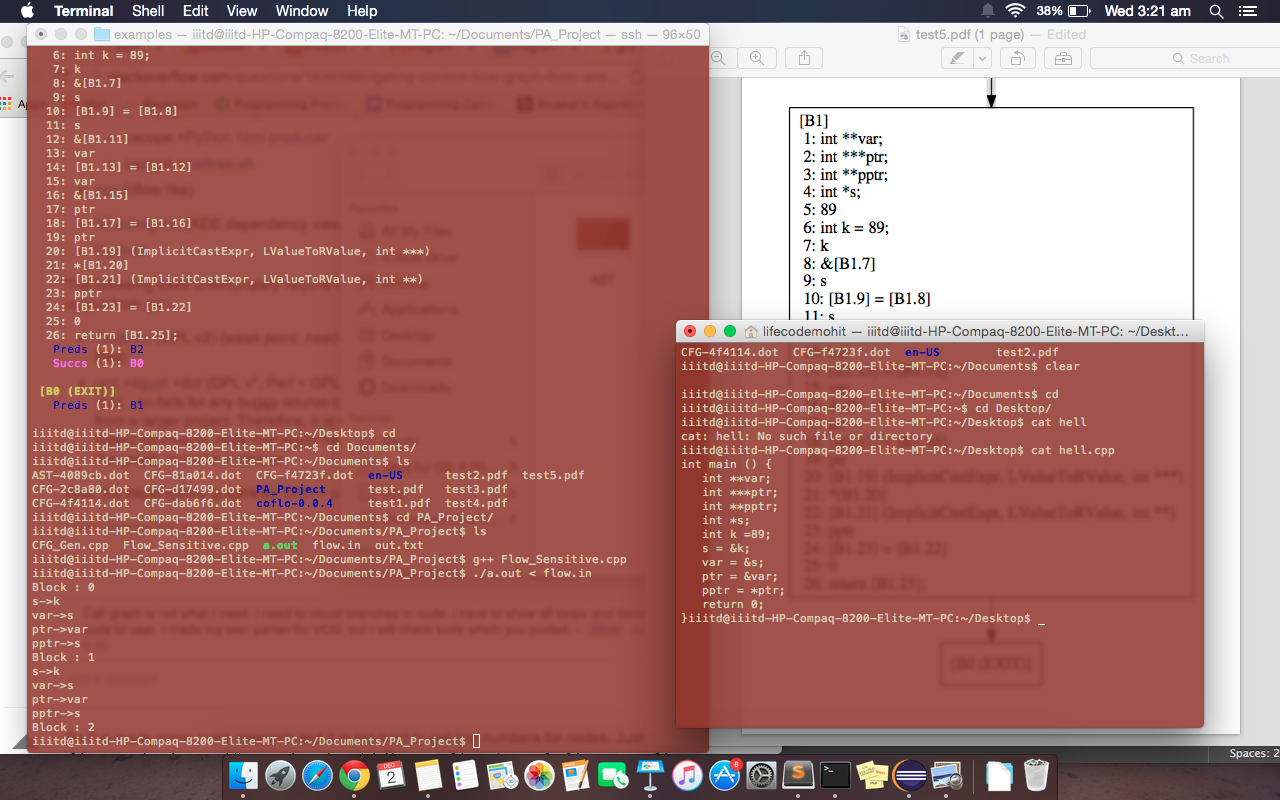 Terminal Shell Edit View Window Help
38% Wed 3:21 am
examples — iiitd@iiitd-HP-Compaq-8200-Elite-MT-PC: ~/Documents/PA_Project — ssh — 96×50
6: int k = 89;
7: k
8: &[B1.7]
9: s
10: [B1.9] = [B1.8]
11: s
12: &[B1.11]
13: var
14: [B1.13] = [B1.12]
15: var
16: &[B1.15]
17: ptr
18: [B1.17] = [B1.16]
19: ptr
20: [B1.19] (ImplicitCastExpr, LValueToRValue, int ***)
21: *[B1.20]
22: [B1.21] (ImplicitCastExpr, LValueToRValue, int **)
23: pptr
24: [B1.23] = [B1.22]
25: 0
26: return [B1.25];
Preds (1): B2
Succs (1): B0
[B0 (EXIT)]
Preds (1): B1
iiitd@iiitd-HP-Compaq-8200-Elite-MT-PC:~/Desktop$ cd
iiitd@iiitd-HP-Compaq-8200-Elite-MT-PC:~$ cd Documents/
iiitd@iiitd-HP-Compaq-8200-Elite-MT-PC:~/Documents$ ls
AST-4089cb.dot CFG-81a014.dot CFG-f4723f.dot en-US test2.pdf test5.pdf
CFG-2c8a80.dot CFG-d17499.dot PA_Project test.pdf test3.pdf
CFG-4f4114.dot CFG-dab6f6.dot coflo-0.0.4 test1.pdf test4.pdf
iiitd@iiitd-HP-Compaq-8200-Elite-MT-PC:~/Documents$ cd PA_Project/
iiitd@iiitd-HP-Compaq-8200-Elite-MT-PC:~/Documents/PA_Project$ ls
CFG_Gen.cpp Flow_Sensitive.cpp a.out flow.in out.txt
iiitd@iiitd-HP-Compaq-8200-Elite-MT-PC:~/Documents/PA_Project$ g++ Flow_Sensitive.cpp
iiitd@iiitd-HP-Compaq-8200-Elite-MT-PC:~/Documents/PA_Project$ ./a.out < flow.in
Block : 0
s->k
var->s
ptr->var
pptr->s
Block : 1
s->k
var->s
ptr->var
pptr->s
Block : 2
iiitd@iiitd-HP-Compaq-8200-Elite-MT-PC:~/Documents/PA_Project$
test5.pdf (1 page) — Edited
Search
[B1]
1: int **var;
2: int ***ptr;
3: int **pptr;
4: int *s;
5: 89
6: int k = 89;
7: k
8: &[B1.7]
9: s
10: [B1.9] = [B1.8]
11: s
lifecodemohit — iiitd@iiitd-HP-Compaq-8200-Elite-MT-PC: ~/Deskt...
CFG-4f4114.dot CFG-f4723f.dot en-US test2.pdf
iiitd@iiitd-HP-Compaq-8200-Elite-MT-PC:~/Documents$ clear
iiitd@iiitd-HP-Compaq-8200-Elite-MT-PC:~/Documents$ cd
iiitd@iiitd-HP-Compaq-8200-Elite-MT-PC:~$ cd Desktop/
iiitd@iiitd-HP-Compaq-8200-Elite-MT-PC:~/Desktop$ cat hell
cat: hell: No such file or directory
iiitd@iiitd-HP-Compaq-8200-Elite-MT-PC:~/Desktop$ cat hell.cpp
int main () {
int **var;
int ***ptr;
int **pptr;
int *s;
int k =89;
s = &k;
var = &s;
ptr = &var;
pptr = *ptr;
return 0;
}iiitd@iiitd-HP-Compaq-8200-Elite-MT-PC:~/Desktop$ _
[B0 (EXIT)]
Spaces: 2
DEC
2
8